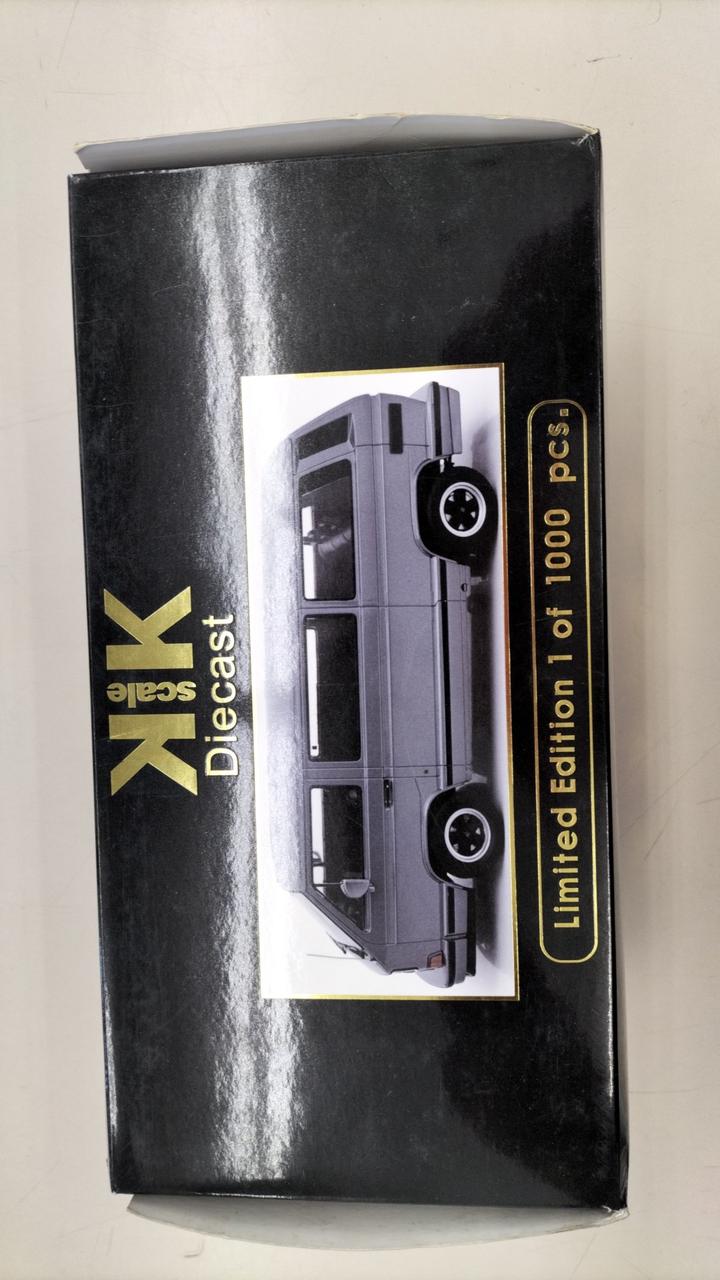 KK
scale
Diecast
Limited Edition 1 of 1000 pcs.